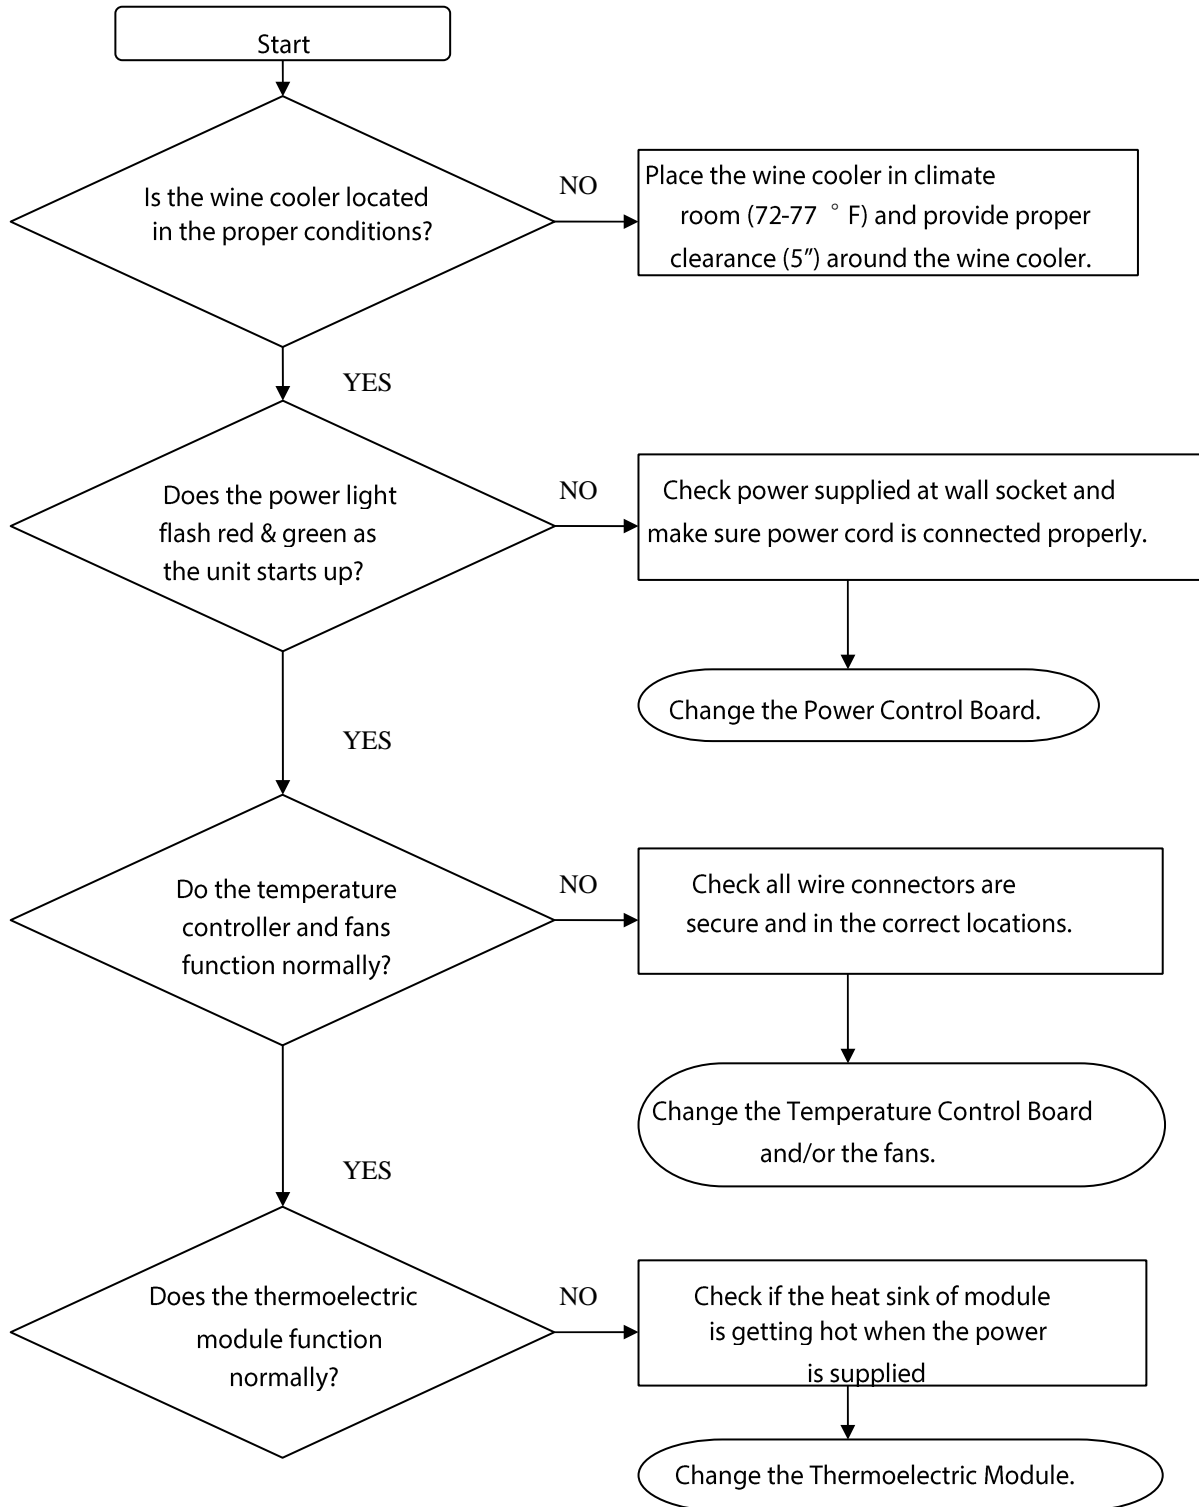 Start
Is the wine cooler located
in the proper conditions?
NO
Place the wine cooler in climate
room (72-77 ° F) and provide proper
clearance (5”) around the wine cooler.
YES
Does the power light
flash red & green as
the unit starts up?
NO
Check power supplied at wall socket and
make sure power cord is connected properly.
Change the Power Control Board.
YES
Do the temperature
controller and fans
function normally?
NO
Check all wire connectors are
secure and in the correct locations.
Change the Temperature Control Board
and/or the fans.
YES
Does the thermoelectric
module function
normally?
NO
Check if the heat sink of module
is getting hot when the power
is supplied
Change the Thermoelectric Module.